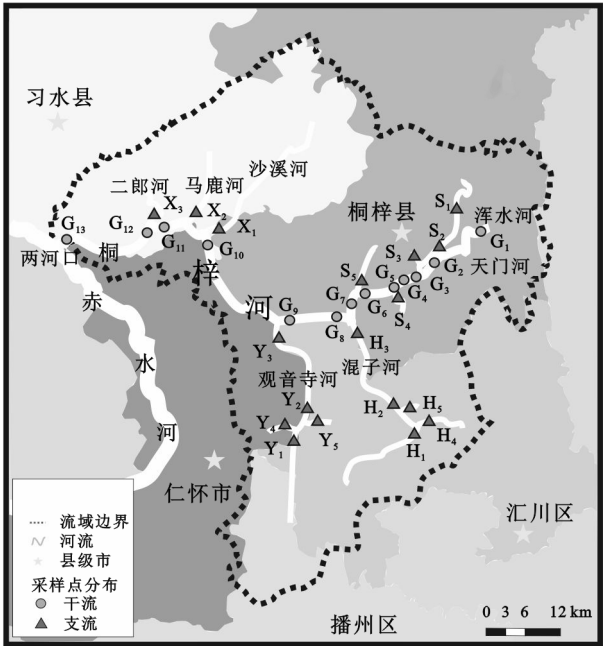 习水县
沙溪河
马鹿河
二郎河
X₃
X₂
X₁
S₁
桐梓县
浑水河
G₁₃
G₁₂
G₁₁
G₁₀
S₂
G₁
S₃
G₂
天门河
两河口
桐
梓
河
S₅
G₅
G₃
G₄
G₇
G₆
S₄
G₉
G₈
赤
水
河
Y₃
H₃
观音寺河
混子河
Y₂
H₂
H₅
Y₄
Y₅
H₄
Y₁
H₁
仁怀市
汇川区
流域边界
河流
县级市
采样点分布
干流
支流
播州区
0 3 6 12 km